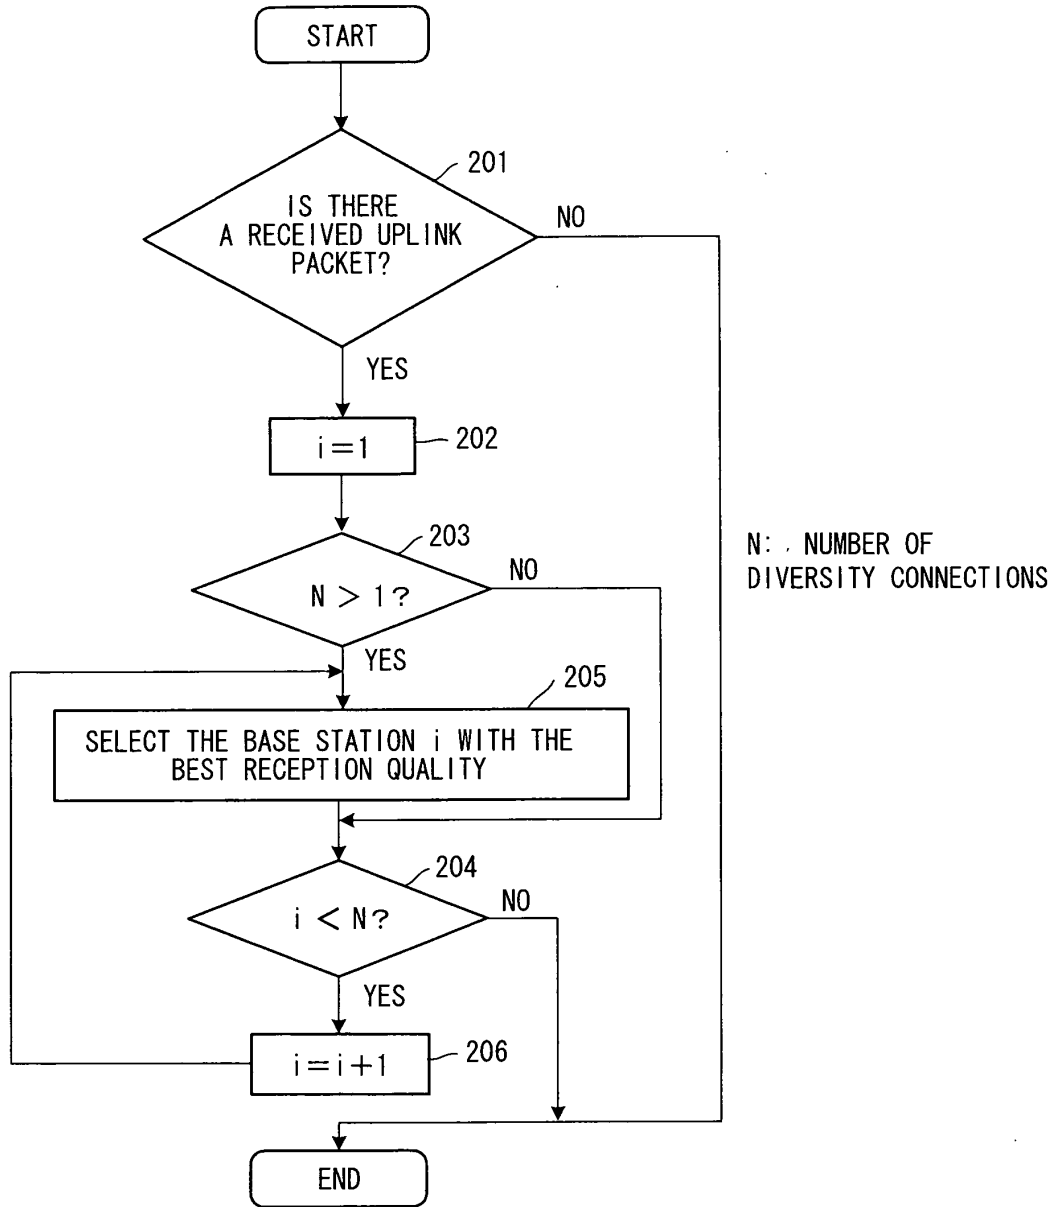 START
201
IS THERE
A RECEIVED UPLINK
PACKET?
NO
YES
i=1
202
203
N > 1?
NO
N: NUMBER OF
DIVERSITY CONNECTIONS
YES
205
SELECT THE BASE STATION i WITH THE
BEST RECEPTION QUALITY
204
i < N?
NO
YES
i=i+1
206
END